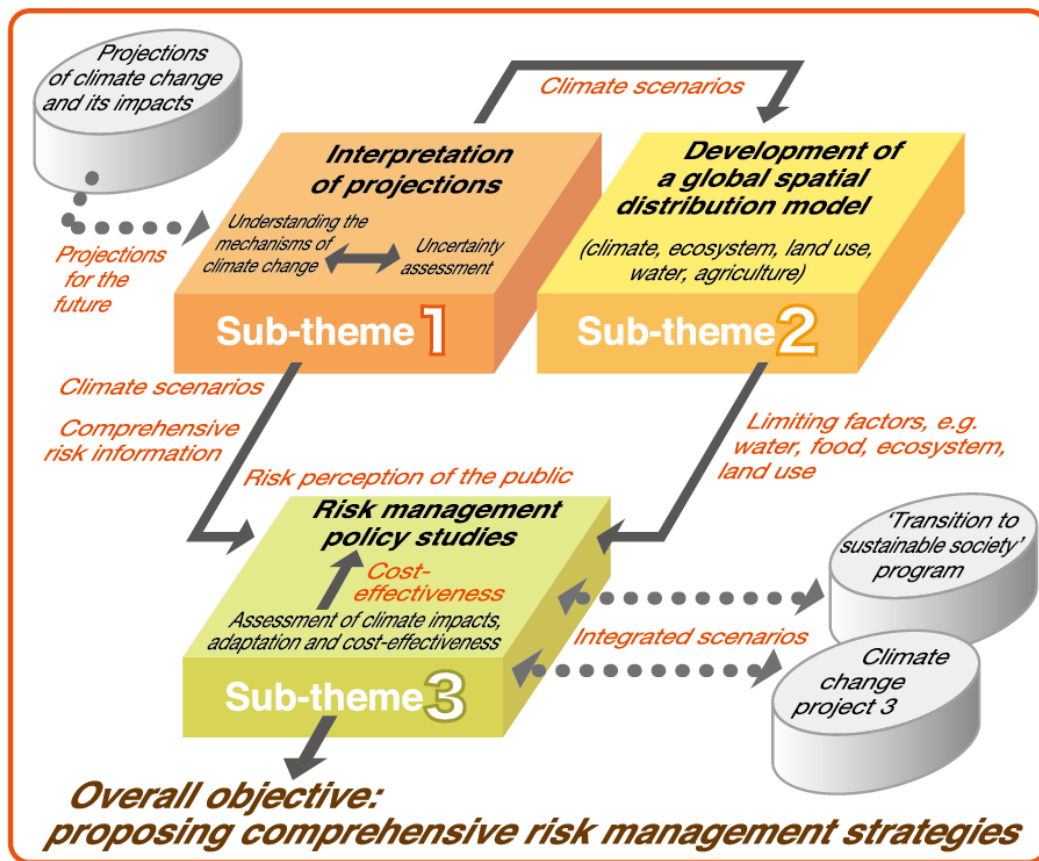 Projections
of climate change
and its impacts
Climate scenarios
Interpretation
of projections
Understanding the
mechanisms of
climate change
Uncertainty
assessment
Sub-theme 1
Development of
a global spatial
distribution model
(climate, ecosystem, land use,
water, agriculture)
Sub-theme 2
Projections
for the
future
Climate scenarios
Comprehensive
risk information
Limiting factors, e.g.
water, food, ecosystem,
land use
Risk perception of the public
Risk management
policy studies
Cost-
effectiveness
Assessment of climate impacts,
adaptation and cost-effectiveness
Sub-theme 3
‘Transition to
sustainable society’
program
Integrated scenarios
Climate
change
project 3
Overall objective:
proposing comprehensive risk management strategies